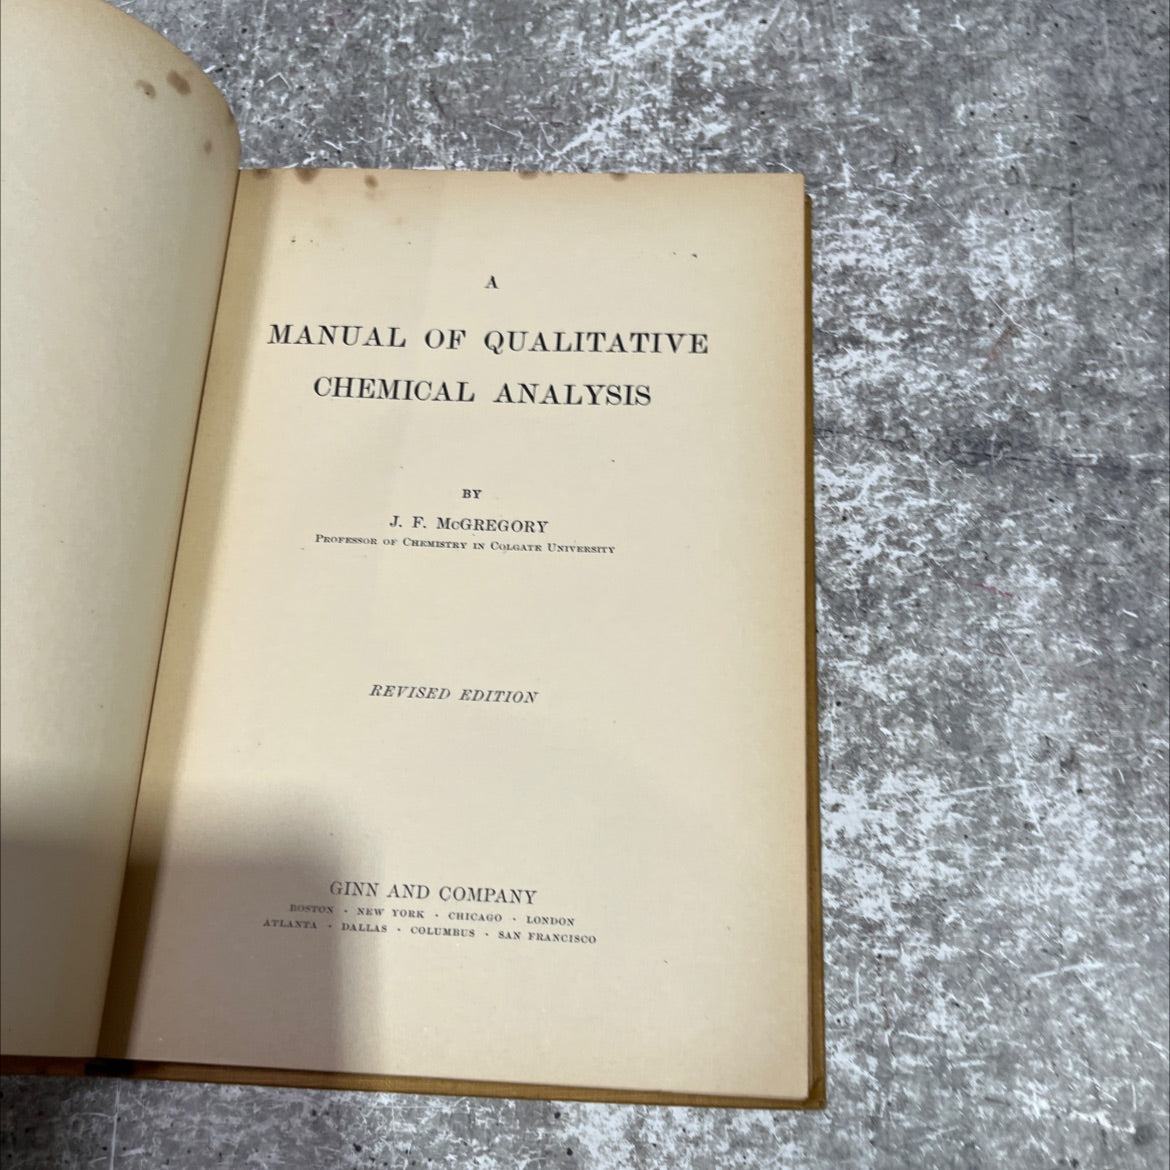 A
MANUAL OF QUALITATIVE
CHEMICAL ANALYSIS
BY
J. F. McGREGORY
PROFESSOR OF CHEMISTRY IN COLGATE UNIVERSITY
REVISED EDITION
GINN AND COMPANY
BOSTON · NEW YORK · CHICAGO · LONDON
ATLANTA · DALLAS · COLUMBUS · SAN FRANCISCO